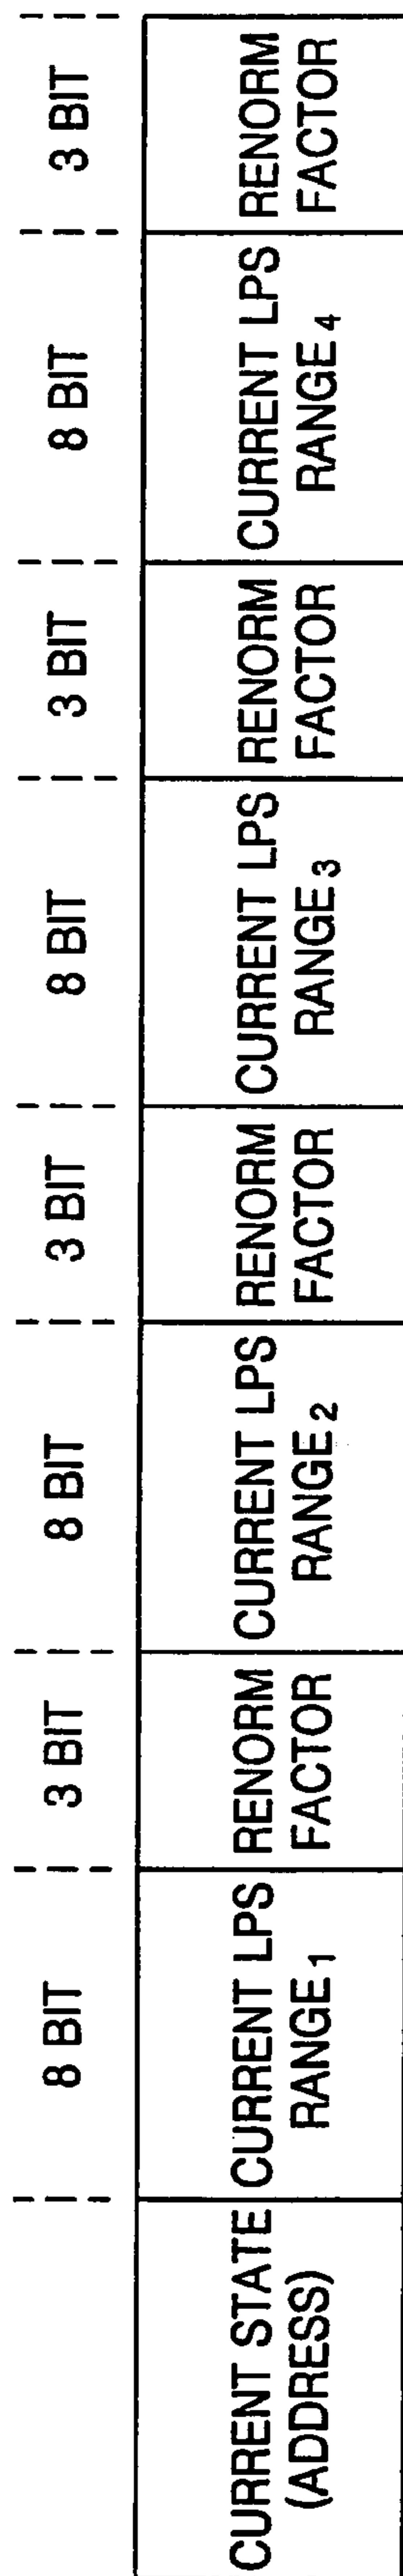 8 BIT
3 BIT
8 BIT
3 BIT
8 BIT
3 BIT
8 BIT
3 BIT
CURRENT STATE
(ADDRESS)
CURRENT LPS
RANGE₁
RENORM
FACTOR
CURRENT LPS
RANGE₂
RENORM
FACTOR
CURRENT LPS
RANGE₃
RENORM
FACTOR
CURRENT LPS
RANGE₄
RENORM
FACTOR